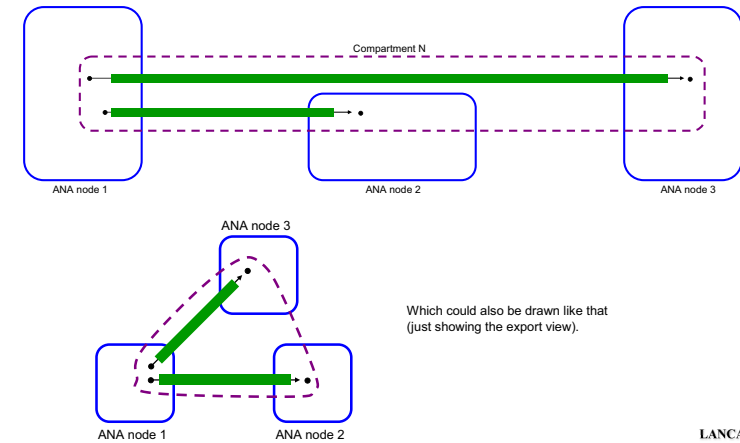 Compartment N
ANA node 1
ANA node 2
ANA node 3
ANA node 3
Which could also be drawn like that
(just showing the export view).
ANA node 1
ANA node 2
LANCA